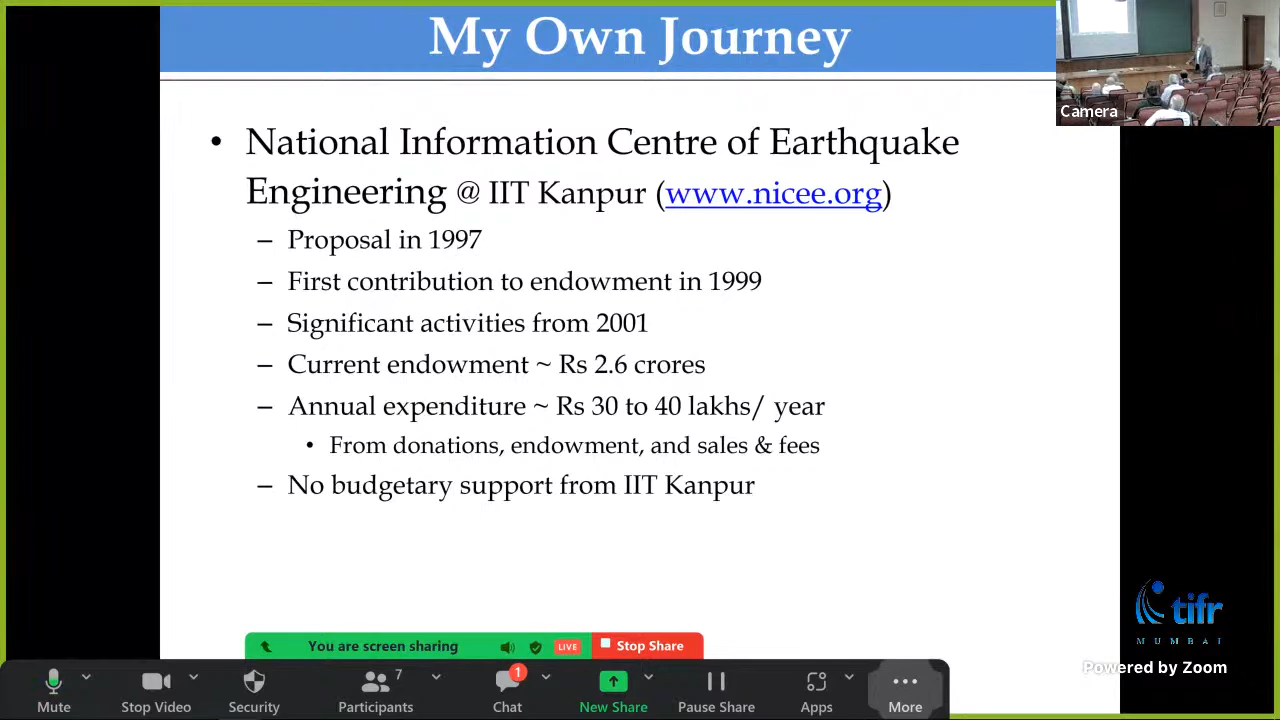 My Own Journey
Camera
• National Information Centre of Earthquake
Engineering @ IIT Kanpur (www.nicee.org)
– Proposal in 1997
– First contribution to endowment in 1999
– Significant activities from 2001
– Current endowment ~ Rs 2.6 crores
– Annual expenditure ~ Rs 30 to 40 lakhs/ year
• From donations, endowment, and sales & fees
– No budgetary support from IIT Kanpur
tifr
MUMBAI
Powered by Zoom
You are screen sharing LIVE Stop Share
7 1
Mute Stop Video Security Participants Chat New Share Pause Share Apps More